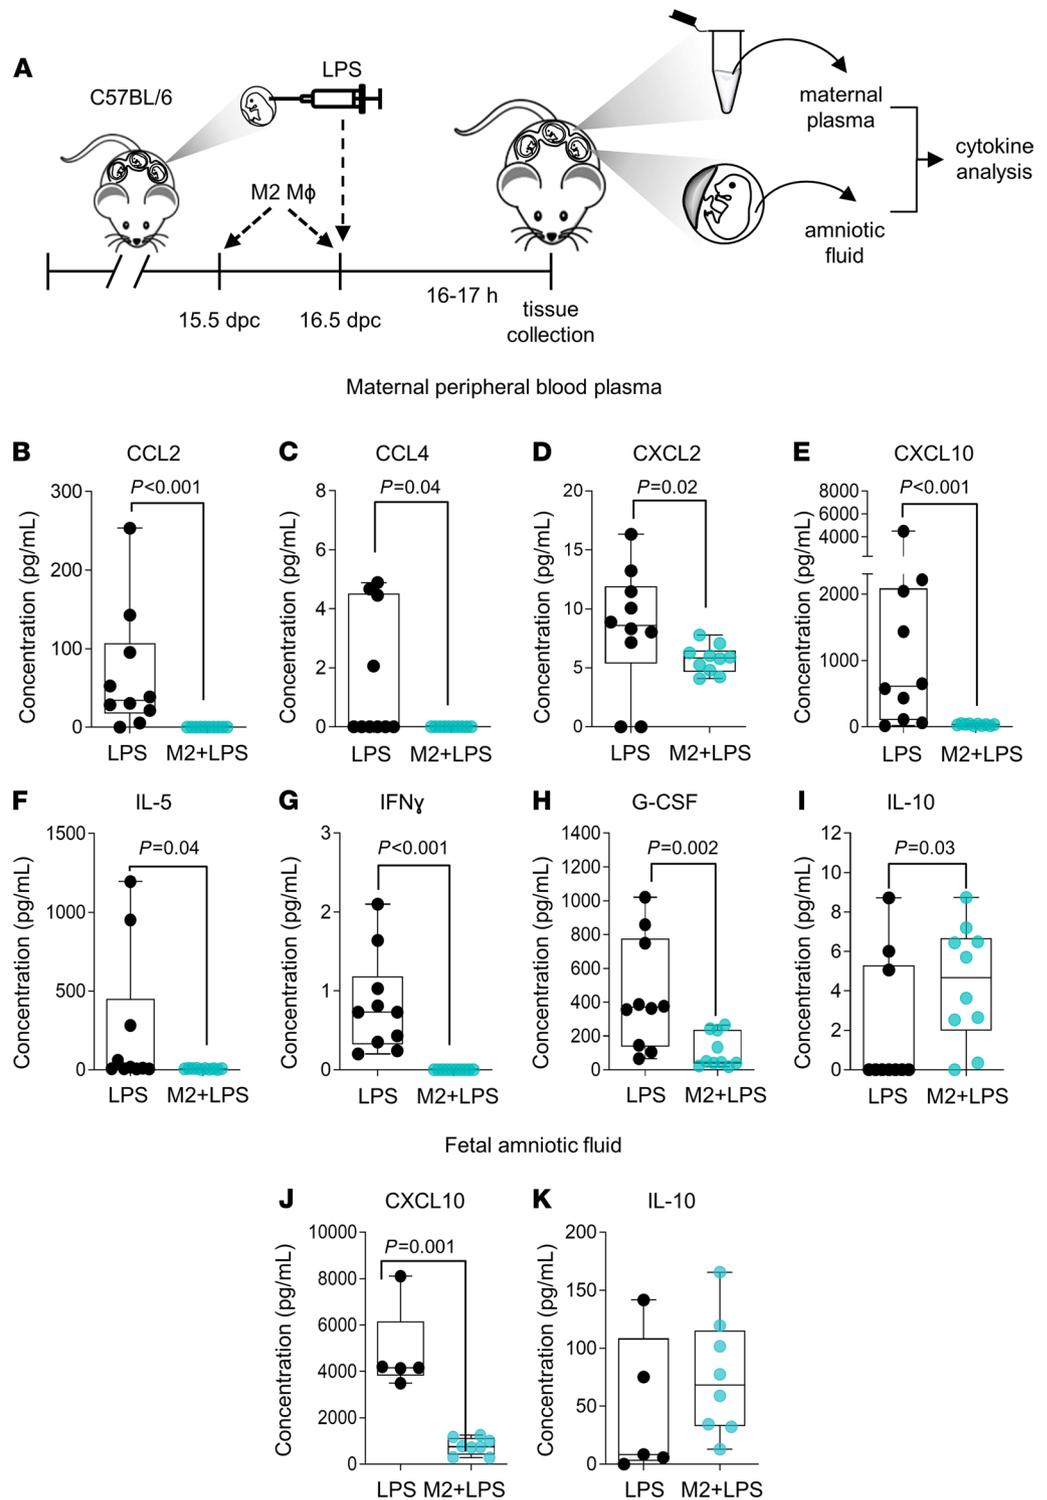 A
C57BL/6
LPS
M2 Mϕ
15.5 dpc
16.5 dpc
16-17 h
tissue
collection
maternal
plasma
amniotic
fluid
cytokine
analysis
Maternal peripheral blood plasma
B
CCL2
P<0.001
Concentration (pg/mL)
300
200
100
0
LPS
M2+LPS
C
CCL4
P=0.04
Concentration (pg/mL)
8
6
4
2
0
LPS
M2+LPS
D
CXCL2
P=0.02
Concentration (pg/mL)
20
15
10
5
0
LPS
M2+LPS
E
CXCL10
P<0.001
Concentration (pg/mL)
8000
6000
4000
2000
1000
0
LPS
M2+LPS
F
IL-5
P=0.04
Concentration (pg/mL)
1500
1000
500
0
LPS
M2+LPS
G
IFNɣ
P<0.001
Concentration (pg/mL)
3
2
1
0
LPS
M2+LPS
H
G-CSF
P=0.002
Concentration (pg/mL)
1400
1200
1000
800
600
400
200
0
LPS
M2+LPS
I
IL-10
P=0.03
Concentration (pg/mL)
12
10
8
6
4
2
0
LPS
M2+LPS
Fetal amniotic fluid
J
CXCL10
P=0.001
Concentration (pg/mL)
10000
8000
6000
4000
2000
0
LPS
M2+LPS
K
IL-10
Concentration (pg/mL)
200
150
100
50
0
LPS
M2+LPS